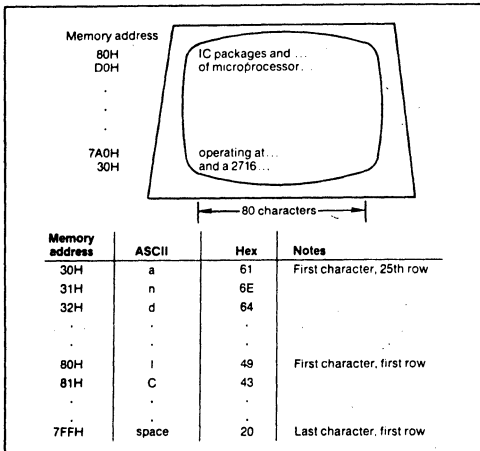 Memory address
80H IC packages and ...
D0H of microprocessor..
.
.
.
7A0H operating at...
30H and a 2716...
80 characters
Memory address ASCII Hex Notes
30H a 61 First character, 25th row
31H n 6E
32H d 64
. . .
. . .
80H I 49 First character, first row
81H C 43
. . .
. . .
7FFH space 20 Last character, first row